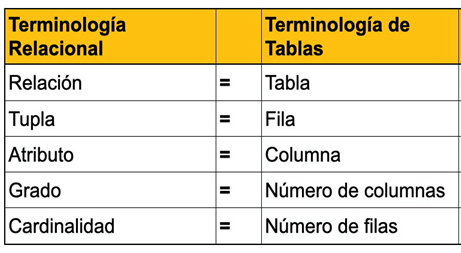 Terminología Relacional Terminología de Tablas
Relación = Tabla
Tupla = Fila
Atributo = Columna
Grado = Número de columnas
Cardinalidad = Número de filas